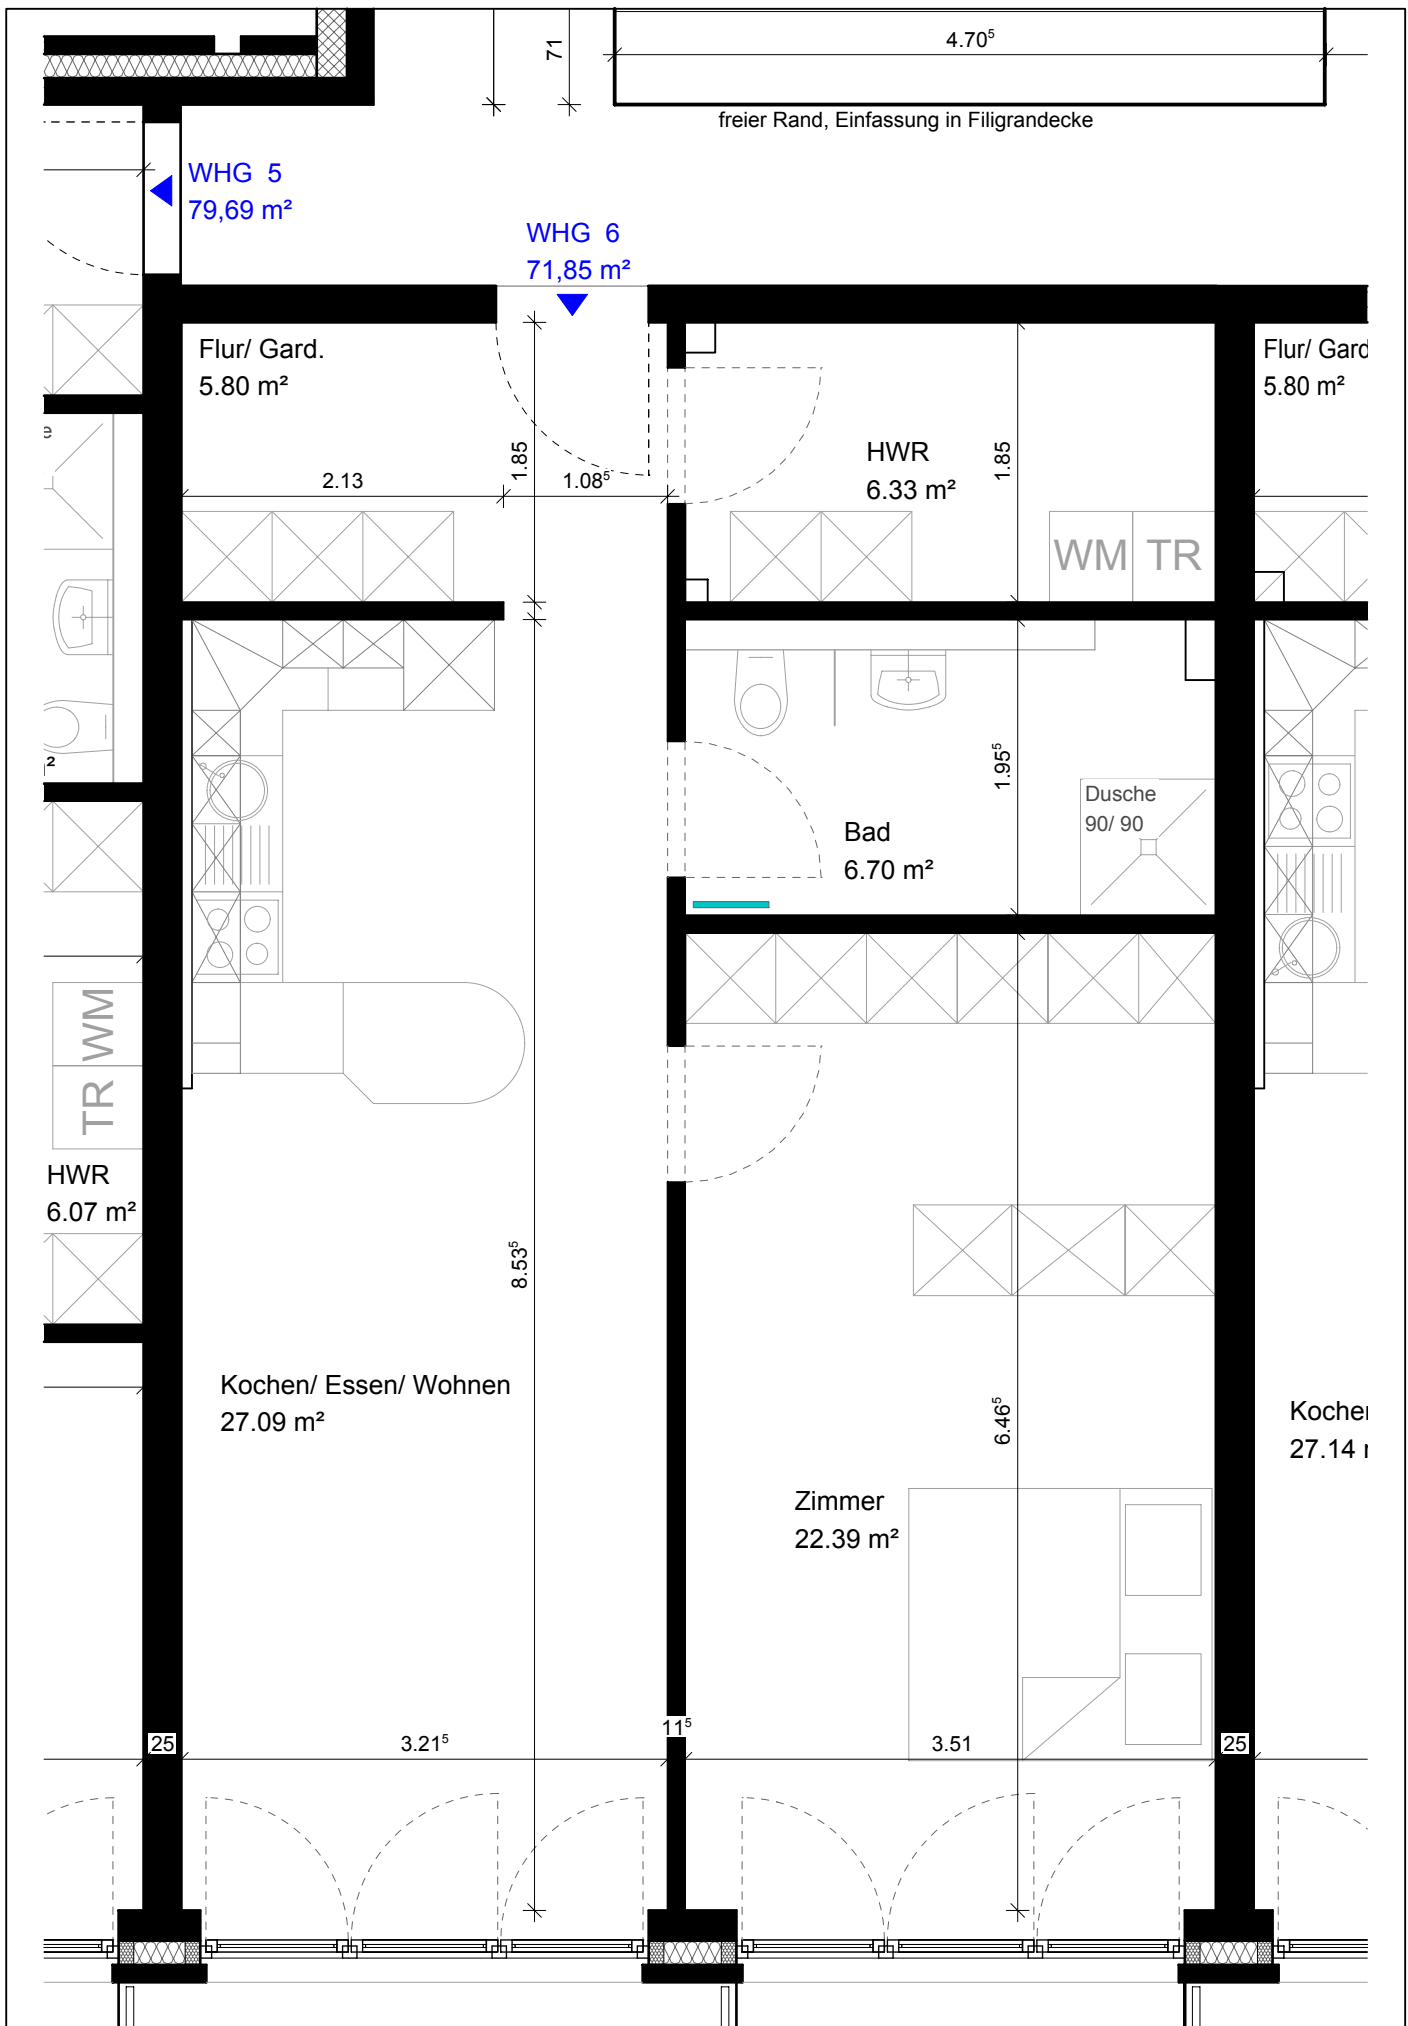 71
4.70⁵
freier Rand, Einfassung in Filigrandecke
WHG 5
79,69 m²
WHG 6
71,85 m²
Flur/ Gard.
5.80 m²
Flur/ Gard
5.80 m²
1.85
2.13
1.08⁵
HWR
6.33 m²
1.85
WM TR
e
²
1.95⁵
Dusche
90/ 90
Bad
6.70 m²
WM
TR
HWR
6.07 m²
8.53⁵
Kochen/ Essen/ Wohnen
27.09 m²
6.46⁵
Kochen
27.14
Zimmer
22.39 m²
25
3.21⁵
11⁵
3.51
25